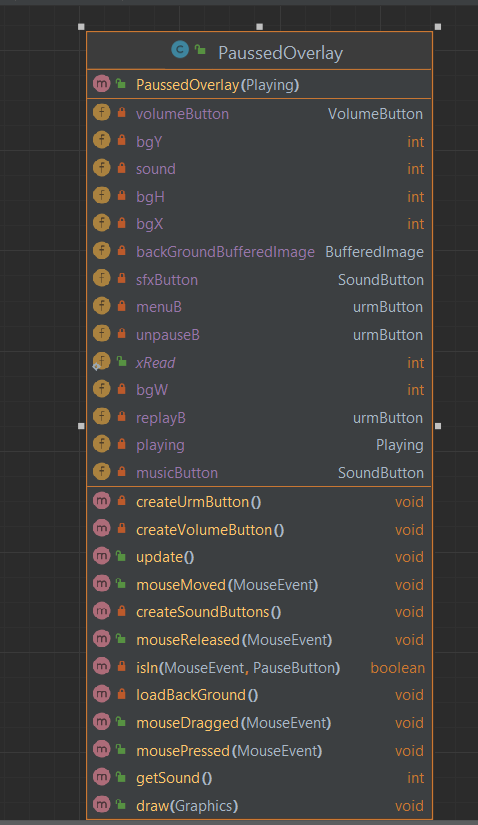 PaussedOverlay
PaussedOverlay(Playing)
volumeButton VolumeButton
bgY int
sound int
bgH int
bgX int
backGroundBufferedImage BufferedImage
sfxButton SoundButton
menuB urmButton
unpauseB urmButton
xRead int
bgW int
replayB urmButton
playing Playing
musicButton SoundButton
createUrmButton() void
createVolumeButton() void
update() void
mouseMoved(MouseEvent) void
createSoundButtons() void
mouseReleased(MouseEvent) void
isIn(MouseEvent, PauseButton) boolean
loadBackGround() void
mouseDragged(MouseEvent) void
mousePressed(MouseEvent) void
getSound() int
draw(Graphics) void